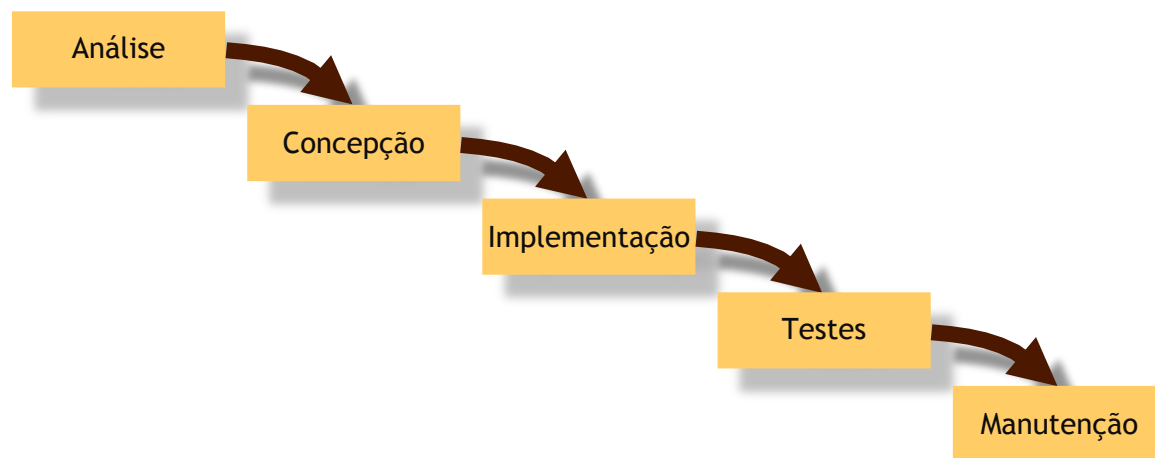 Análise
Concepção
Implementação
Testes
Manutenção